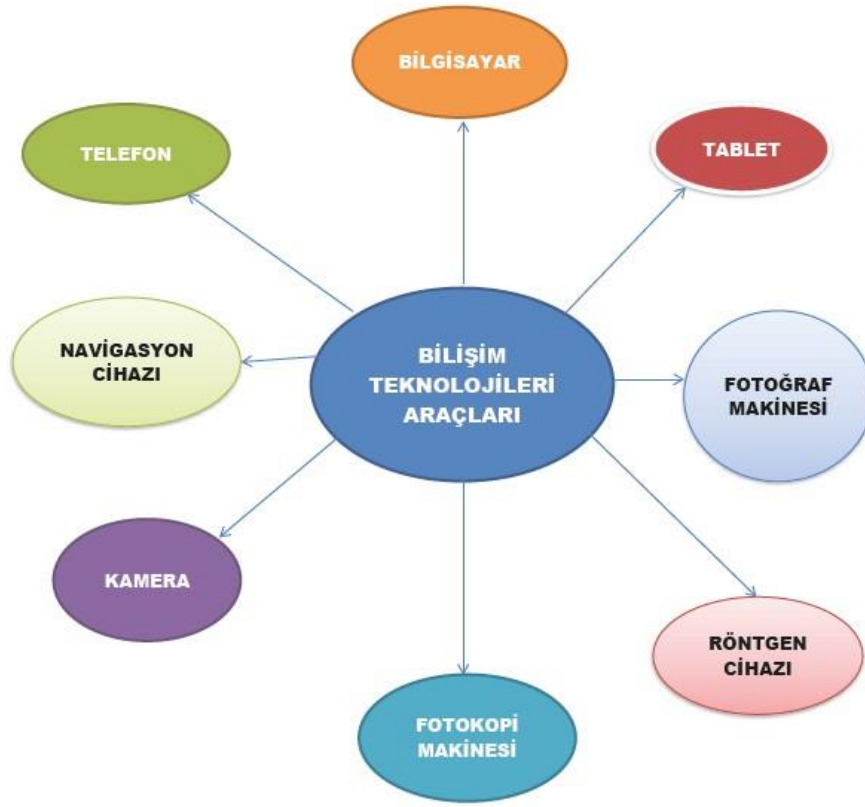 BİLGİSAYAR
TELEFON
TABLET
NAVİGASYON
CİHAZI
BİLİŞİM
TEKNOLOJİLERİ
ARAÇLARI
FOTOĞRAF
MAKİNESİ
KAMERA
RÖNTGEN
CİHAZI
FOTOKOPİ
MAKİNESİ